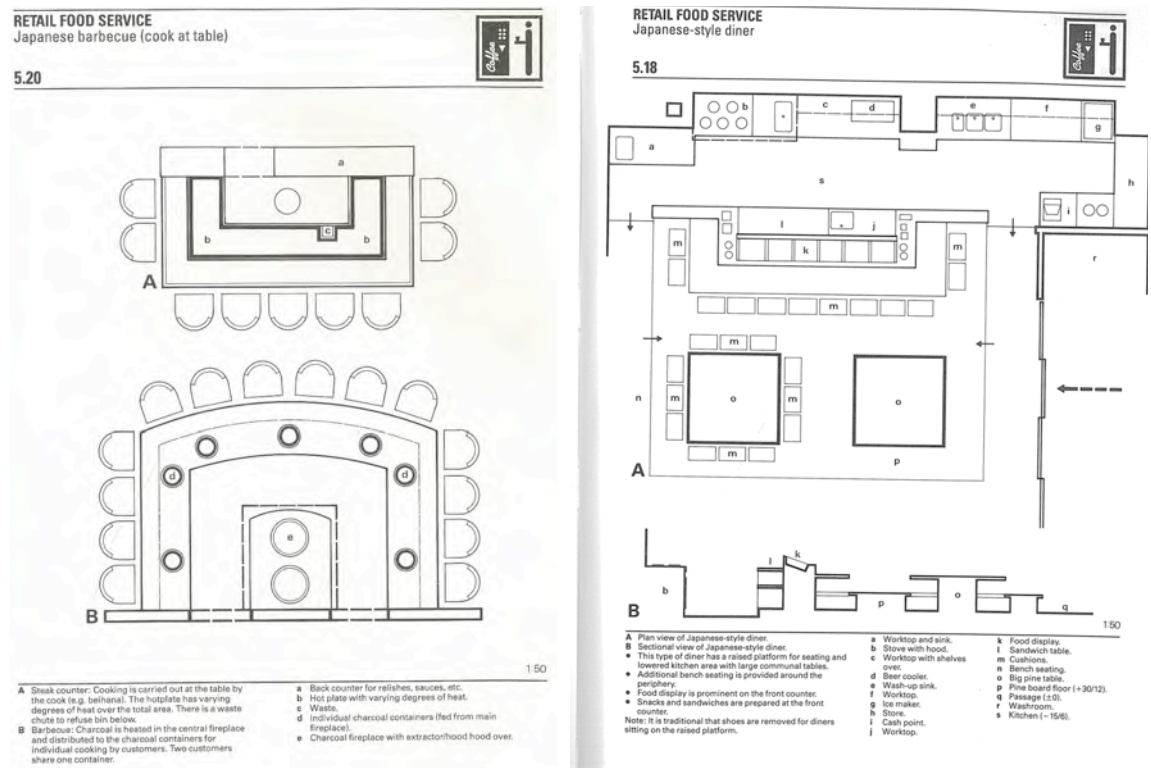 RETAIL FOOD SERVICE
Japanese barbecue (cook at table)
5.20
Coffee
a
b
c
b
A
d
d
e
B
1:50
A Steak counter: Cooking is carried out at the table by
the cook (e.g. beihana). The hotplate has varying
degrees of heat over the total area. There is a waste
chute to refuse bin below.
B Barbecue: Charcoal is heated in the central fireplace
and distributed to the charcoal containers for
individual cooking by customers. Two customers
share one container.
a Back counter for relishes, sauces, etc.
b Hot plate with varying degrees of heat.
c Waste.
d Individual charcoal containers (fed from main
fireplace).
e Charcoal fireplace with extractor/hood hood over.
RETAIL FOOD SERVICE
Japanese-style diner
5.18
Coffee
b
c
d
e
f
g
a
s
h
i
l
j
m
k
m
r
m
m
n
m
o
m
o
m
p
A
l
k
b
p
o
q
B
1:50
A Plan view of Japanese-style diner.
B Sectional view of Japanese-style diner.
• This type of diner has a raised platform for seating and
lowered kitchen area with large communal tables.
• Additional bench seating is provided around the
periphery.
• Food display is prominent on the front counter.
• Snacks and sandwiches are prepared at the front
counter.
Note: It is traditional that shoes are removed for diners
sitting on the raised platform.
a Worktop and sink.
b Stove with hood.
c Worktop with shelves
over.
d Beer cooler.
e Wash-up sink.
f Worktop.
g Ice maker.
h Store.
i Cash point.
j Worktop.
k Food display.
l Sandwich table.
m Cushions.
n Bench seating.
o Big pine table.
p Pine board floor (+30/12).
q Passage (±0).
r Washroom.
s Kitchen (−15/6).